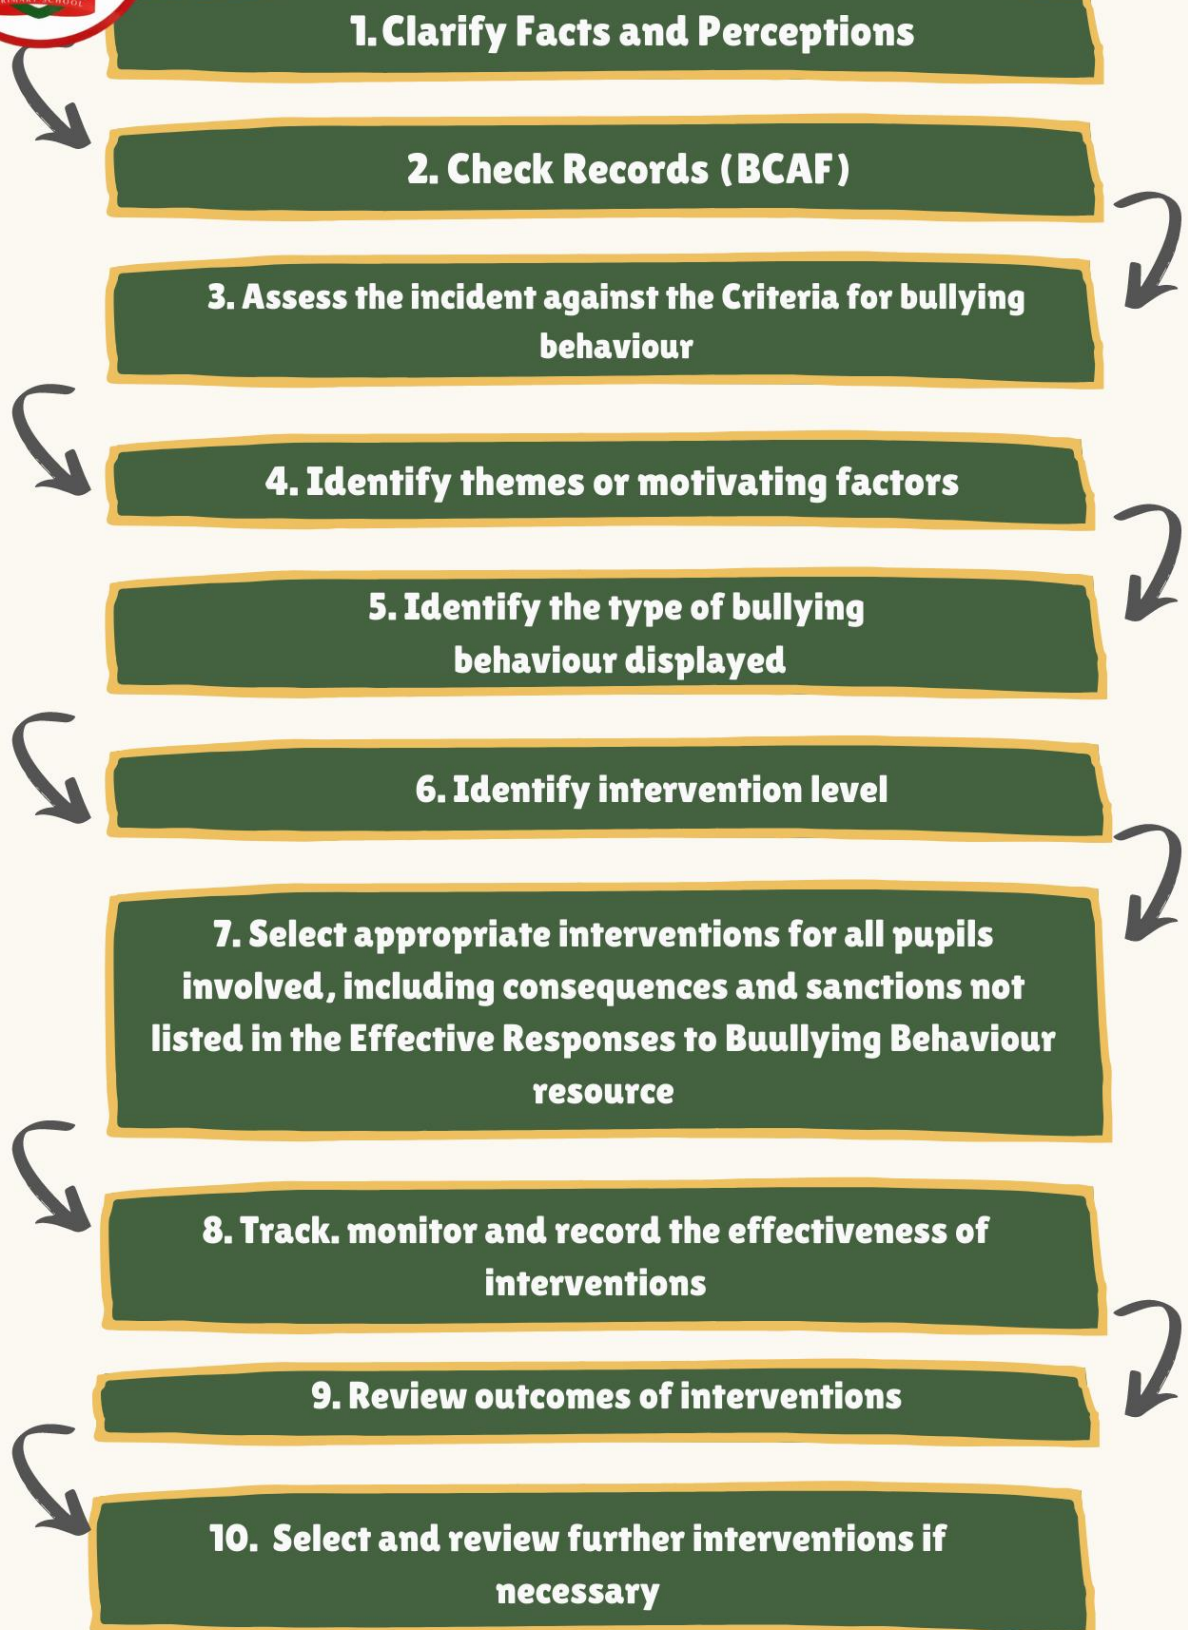 PRIMARY SCHOOL
1. Clarify Facts and Perceptions
2. Check Records (BCAF)
3. Assess the incident against the Criteria for bullying
behaviour
4. Identify themes or motivating factors
5. Identify the type of bullying
behaviour displayed
6. Identify intervention level
7. Select appropriate interventions for all pupils
involved, including consequences and sanctions not
listed in the Effective Responses to Buullying Behaviour
resource
8. Track. monitor and record the effectiveness of
interventions
9. Review outcomes of interventions
10. Select and review further interventions if
necessary